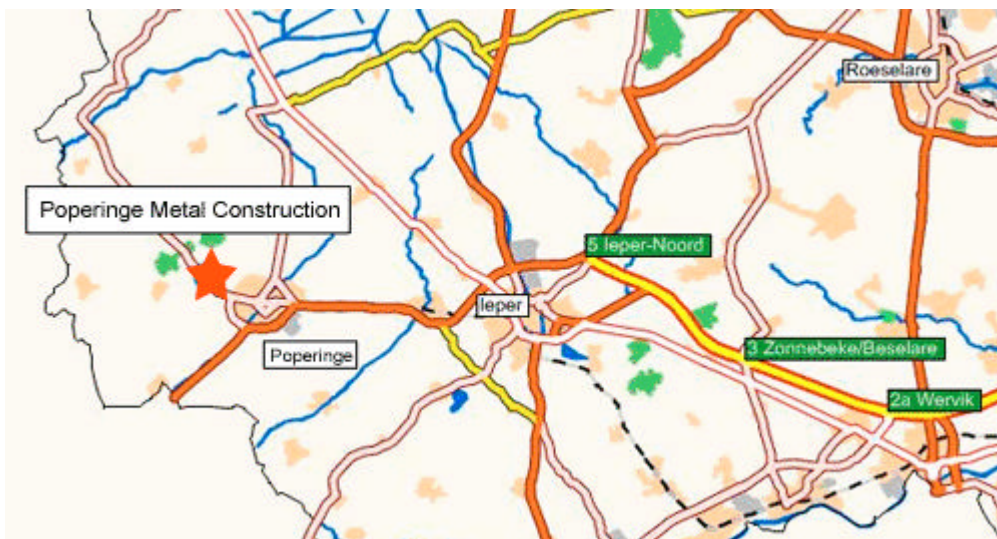 Roeselare
Poperinge Metal Construction
5 Ieper-Noord
Ieper
Poperinge
3 Zonnebeke/Beselare
2a Wervik